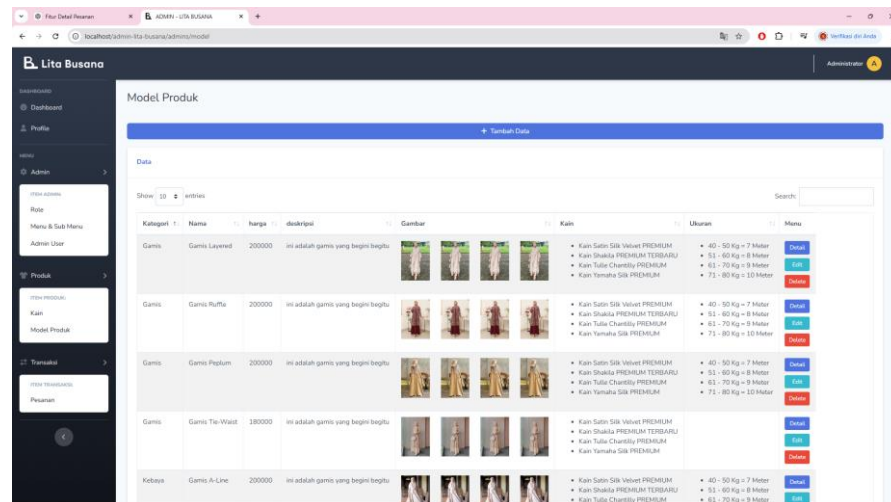 Fitur Detail Pesanan
ADMIN - LITA BUSANA
localhost/admin-lita-busana/admins/model
Verifikasi diri Anda
Lita Busana
Administrator
A
DASHBOARD
Dashboard
Profile
MENU
Admin
ITEM ADMIN:
Role
Menu & Sub Menu
Admin User
Produk
ITEM PRODUK:
Kain
Model Produk
Transaksi
ITEM TRANSAKSI:
Pesanan
Model Produk
+ Tambah Data
Data
Show 10 entries
Search:
Kategori Nama harga deskripsi Gambar Kain Ukuran Menu
Gamis Gamis Layered 200000 ini adalah gamis yang begini begitu
Kain Satin Silk Velvet PREMIUM
Kain Shakila PREMIUM TERBARU
Kain Tulle Chantilly PREMIUM
Kain Yamaha Silk PREMIUM
40 - 50 Kg = 7 Meter
51 - 60 Kg = 8 Meter
61 - 70 Kg = 9 Meter
71 - 80 Kg = 10 Meter
Detail
Edit
Delete
Gamis Gamis Ruffle 200000 ini adalah gamis yang begini begitu
Kain Satin Silk Velvet PREMIUM
Kain Shakila PREMIUM TERBARU
Kain Tulle Chantilly PREMIUM
Kain Yamaha Silk PREMIUM
40 - 50 Kg = 7 Meter
51 - 60 Kg = 8 Meter
61 - 70 Kg = 9 Meter
71 - 80 Kg = 10 Meter
Detail
Edit
Delete
Gamis Gamis Peplum 200000 ini adalah gamis yang begini begitu
Kain Satin Silk Velvet PREMIUM
Kain Shakila PREMIUM TERBARU
Kain Tulle Chantilly PREMIUM
Kain Yamaha Silk PREMIUM
40 - 50 Kg = 7 Meter
51 - 60 Kg = 8 Meter
61 - 70 Kg = 9 Meter
71 - 80 Kg = 10 Meter
Detail
Edit
Delete
Gamis Gamis Tie-Waist 180000 ini adalah gamis yang begini begitu
Kain Satin Silk Velvet PREMIUM
Kain Shakila PREMIUM TERBARU
Kain Tulle Chantilly PREMIUM
Kain Yamaha Silk PREMIUM
Detail
Edit
Delete
Kebaya Gamis A-Line 200000 ini adalah gamis yang begini begitu
Kain Satin Silk Velvet PREMIUM
Kain Shakila PREMIUM TERBARU
Kain Tulle Chantilly PREMIUM
40 - 50 Kg = 7 Meter
51 - 60 Kg = 8 Meter
61 - 70 Kg = 9 Meter
Detail
Edit